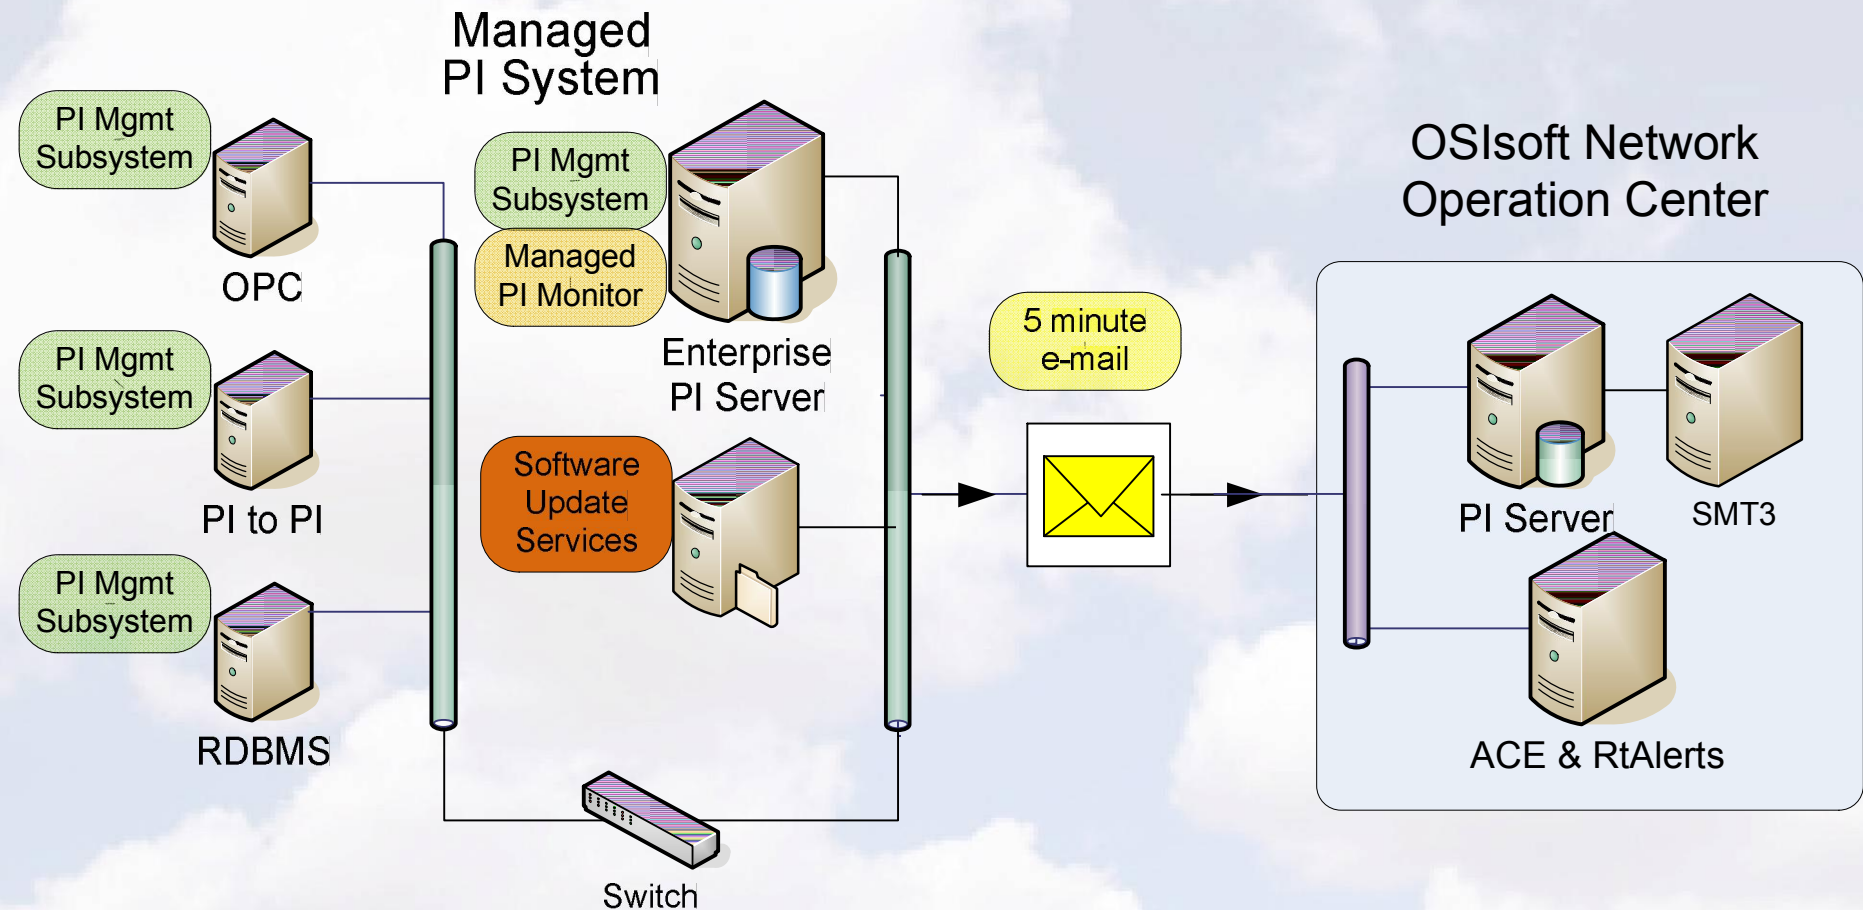 Managed
PI System
PI Mgmt
Subsystem
OPC
PI Mgmt
Subsystem
PI to PI
PI Mgmt
Subsystem
RDBMS
PI Mgmt
Subsystem
Managed
PI Monitor
Enterprise
PI Server
Software
Update
Services
Switch
5 minute
e-mail
OSIsoft Network
Operation Center
PI Server
SMT3
ACE & RtAlerts